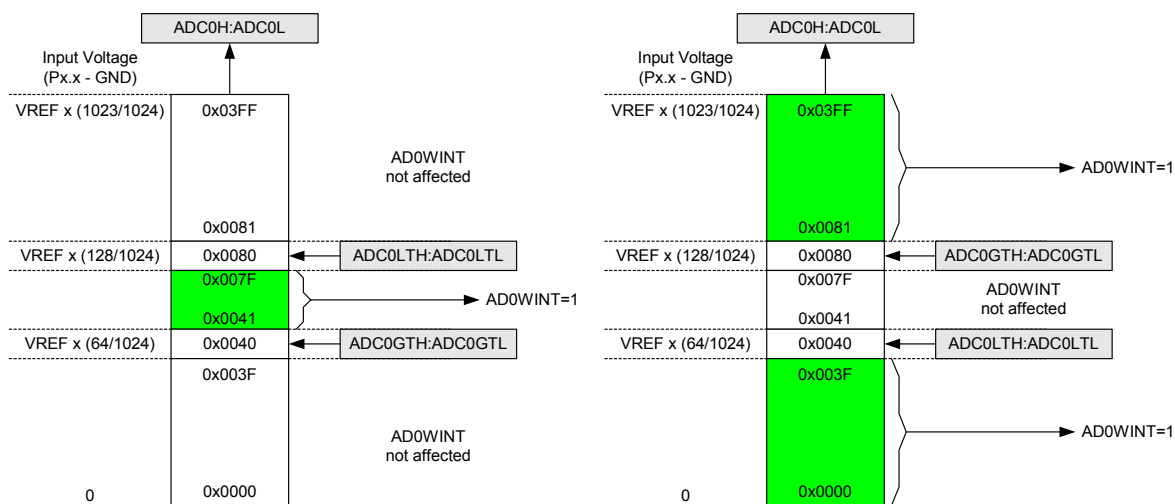 ADC0H:ADC0L
Input Voltage
(Px.x - GND)
VREF x (1023/1024)
0x03FF
AD0WINT
not affected
0x0081
VREF x (128/1024)
0x0080
ADC0LTH:ADC0LTL
0x007F
AD0WINT=1
0x0041
VREF x (64/1024)
0x0040
ADC0GTH:ADC0GTL
0x003F
AD0WINT
not affected
0
0x0000
ADC0H:ADC0L
Input Voltage
(Px.x - GND)
VREF x (1023/1024)
0x03FF
AD0WINT=1
0x0081
VREF x (128/1024)
0x0080
ADC0GTH:ADC0GTL
0x007F
AD0WINT
not affected
0x0041
VREF x (64/1024)
0x0040
ADC0LTH:ADC0LTL
0x003F
AD0WINT=1
0
0x0000